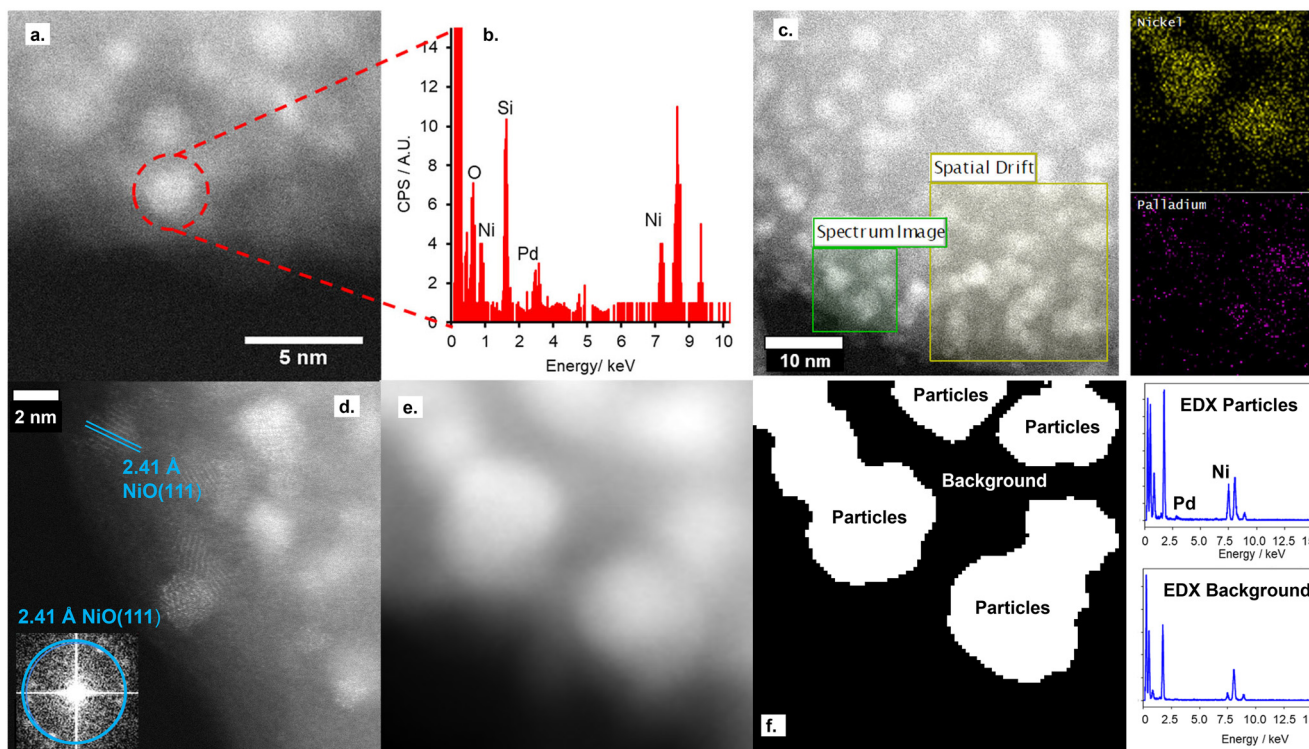 a.
5 nm
b.
CPS / A.U.
14
12
10
8
6
4
2
0
O
Ni
Si
Pd
Ni
0 1 2 3 4 5 6 7 8 9 10
Energy/ keV
c.
Spatial Drift
Spectrum Image
10 nm
Nickel
Palladium
2 nm
d.
2.41 Å
NiO(111)
2.41 Å NiO(111)
e.
Particles
Particles
Background
Particles
Particles
f.
EDX Particles
Ni
Pd
0 2.5 5.0 7.5 10.0 12.5
Energy / keV
EDX Background
0 2.5 5.0 7.5 10.0 12.5
Energy / keV